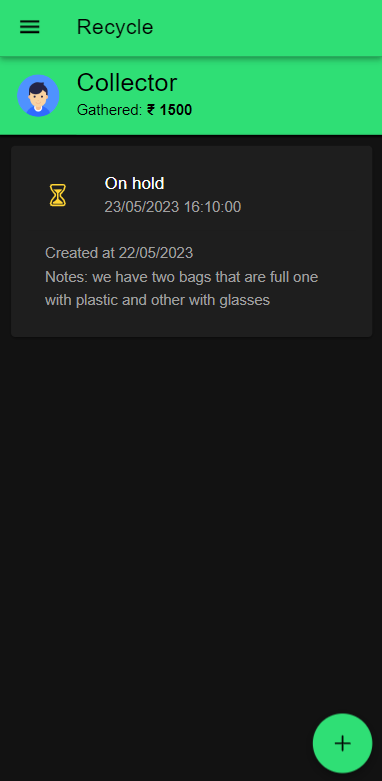 Recycle
Collector
Gathered: ₹ 1500
On hold
23/05/2023 16:10:00
Created at 22/05/2023
Notes: we have two bags that are full one
with plastic and other with glasses